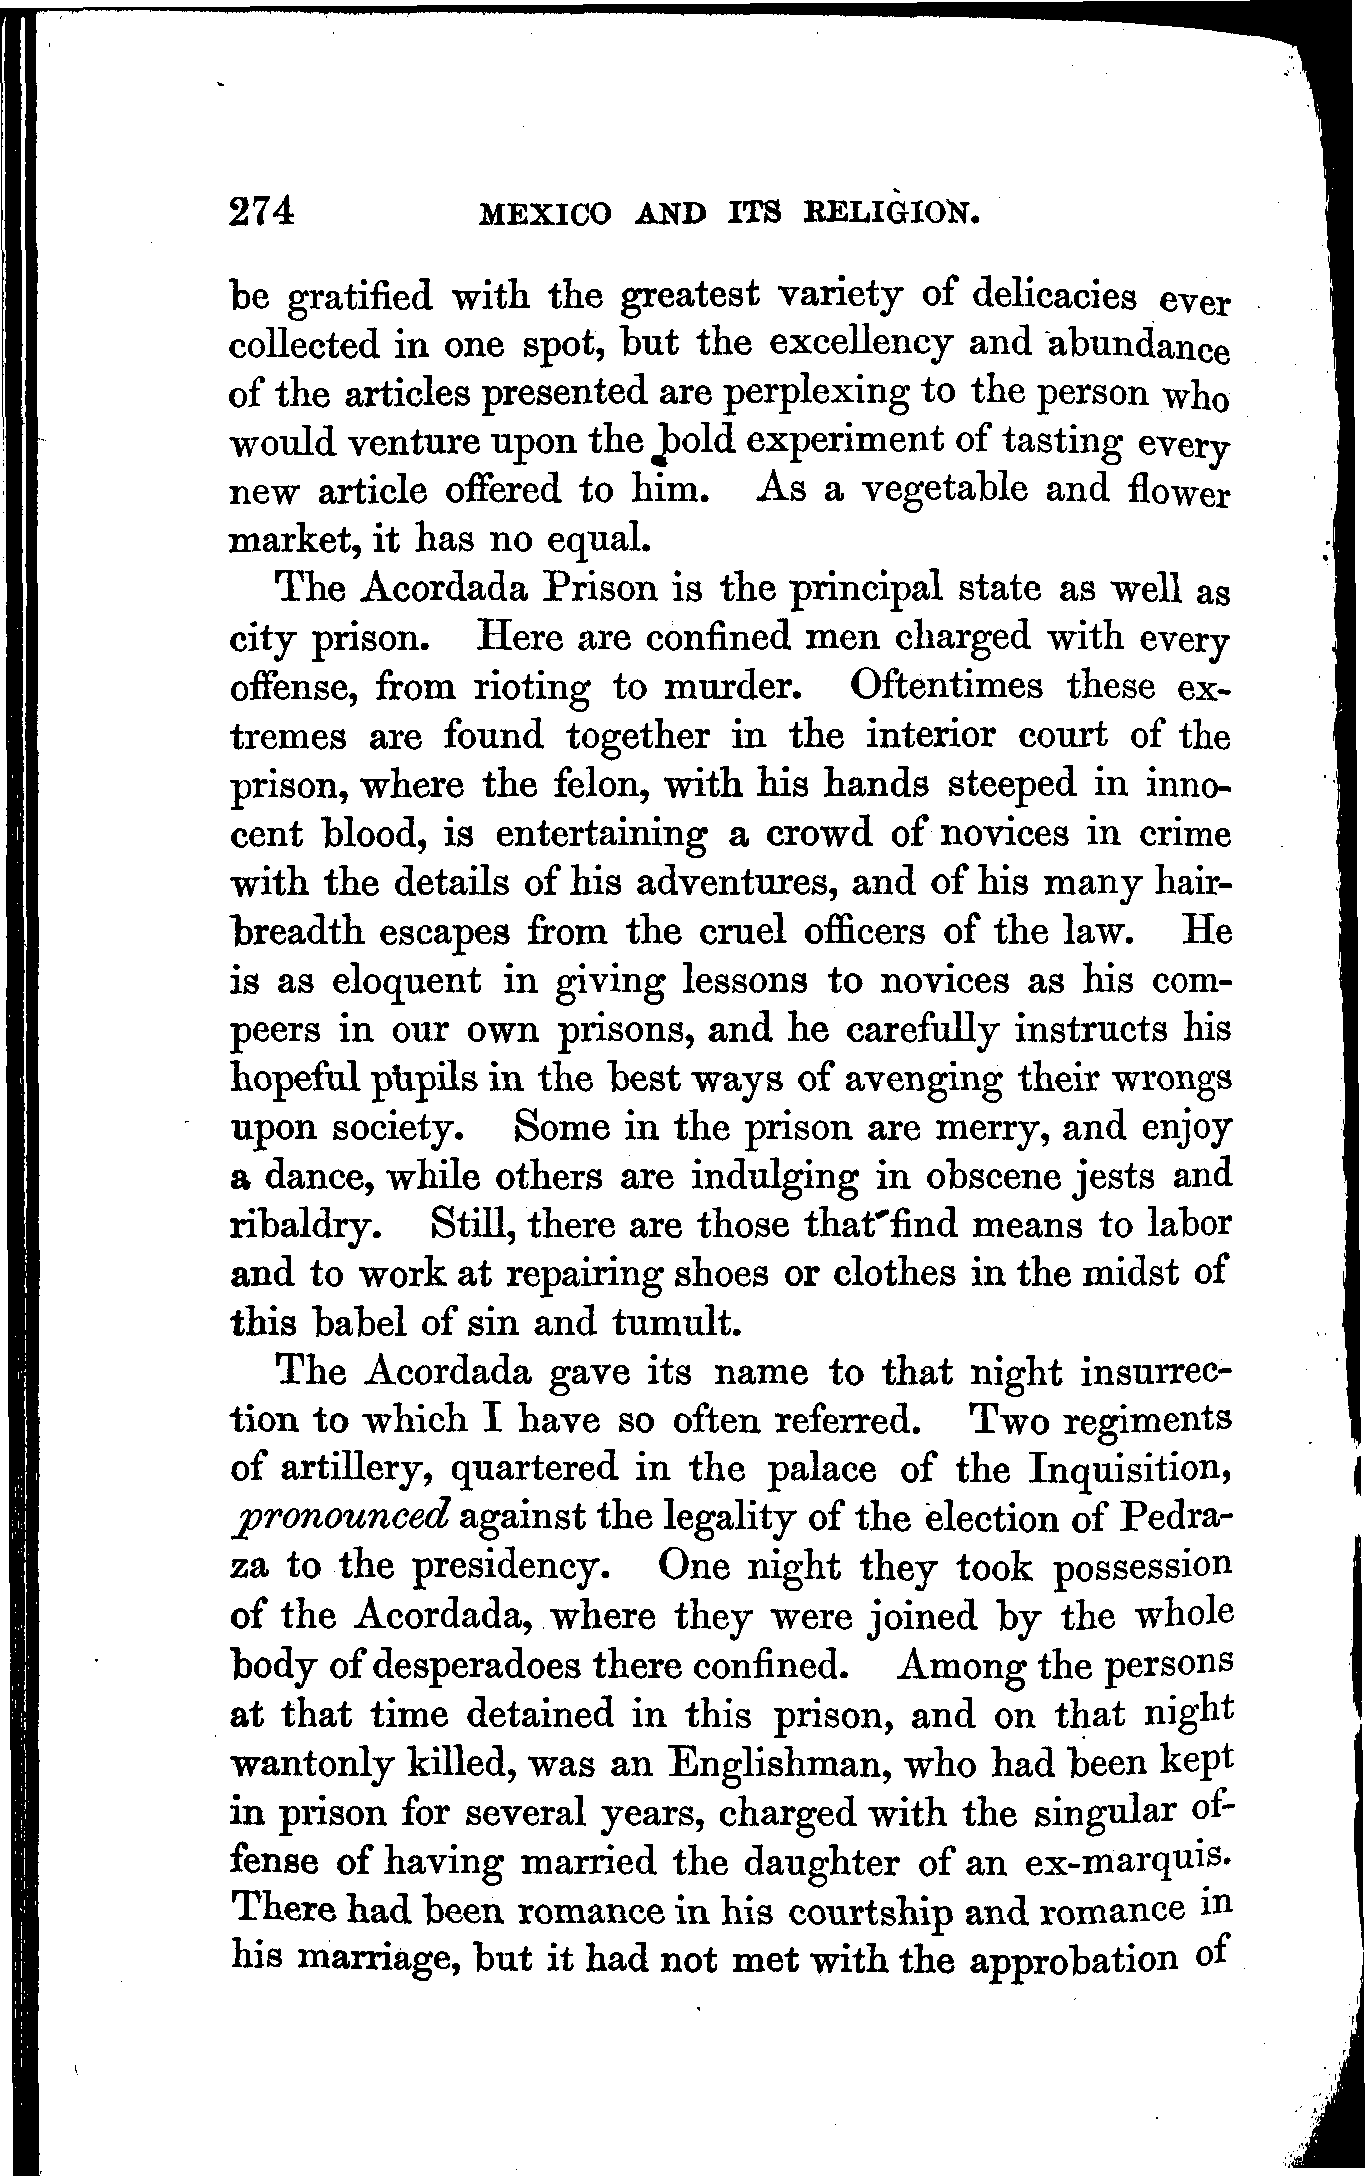 274 MEXICO AND ITS RELIGION.
be gratified with the greatest variety of delicacies ever
collected in one spot, but the excellency and abundance
of the articles presented are perplexing to the person who
would venture upon the bold experiment of tasting every
new article offered to him. As a vegetable and flower
market, it has no equal.
The Acordada Prison is the principal state as well as
city prison. Here are confined men charged with every
offense, from rioting to murder. Oftentimes these ex-
tremes are found together in the interior court of the
prison, where the felon, with his hands steeped in inno-
cent blood, is entertaining a crowd of novices in crime
with the details of his adventures, and of his many hair-
breadth escapes from the cruel officers of the law. He
is as eloquent in giving lessons to novices as his com-
peers in our own prisons, and he carefully instructs his
hopeful pupils in the best ways of avenging their wrongs
upon society. Some in the prison are merry, and enjoy
a dance, while others are indulging in obscene jests and
ribaldry. Still, there are those that find means to labor
and to work at repairing shoes or clothes in the midst of
this babel of sin and tumult.
The Acordada gave its name to that night insurrec-
tion to which I have so often referred. Two regiments
of artillery, quartered in the palace of the Inquisition,
pronounced against the legality of the election of Pedra-
za to the presidency. One night they took possession
of the Acordada, where they were joined by the whole
body of desperadoes there confined. Among the persons
at that time detained in this prison, and on that night
wantonly killed, was an Englishman, who had been kept
in prison for several years, charged with the singular of-
fense of having married the daughter of an ex-marquis.
There had been romance in his courtship and romance in
his marriage, but it had not met with the approbation of